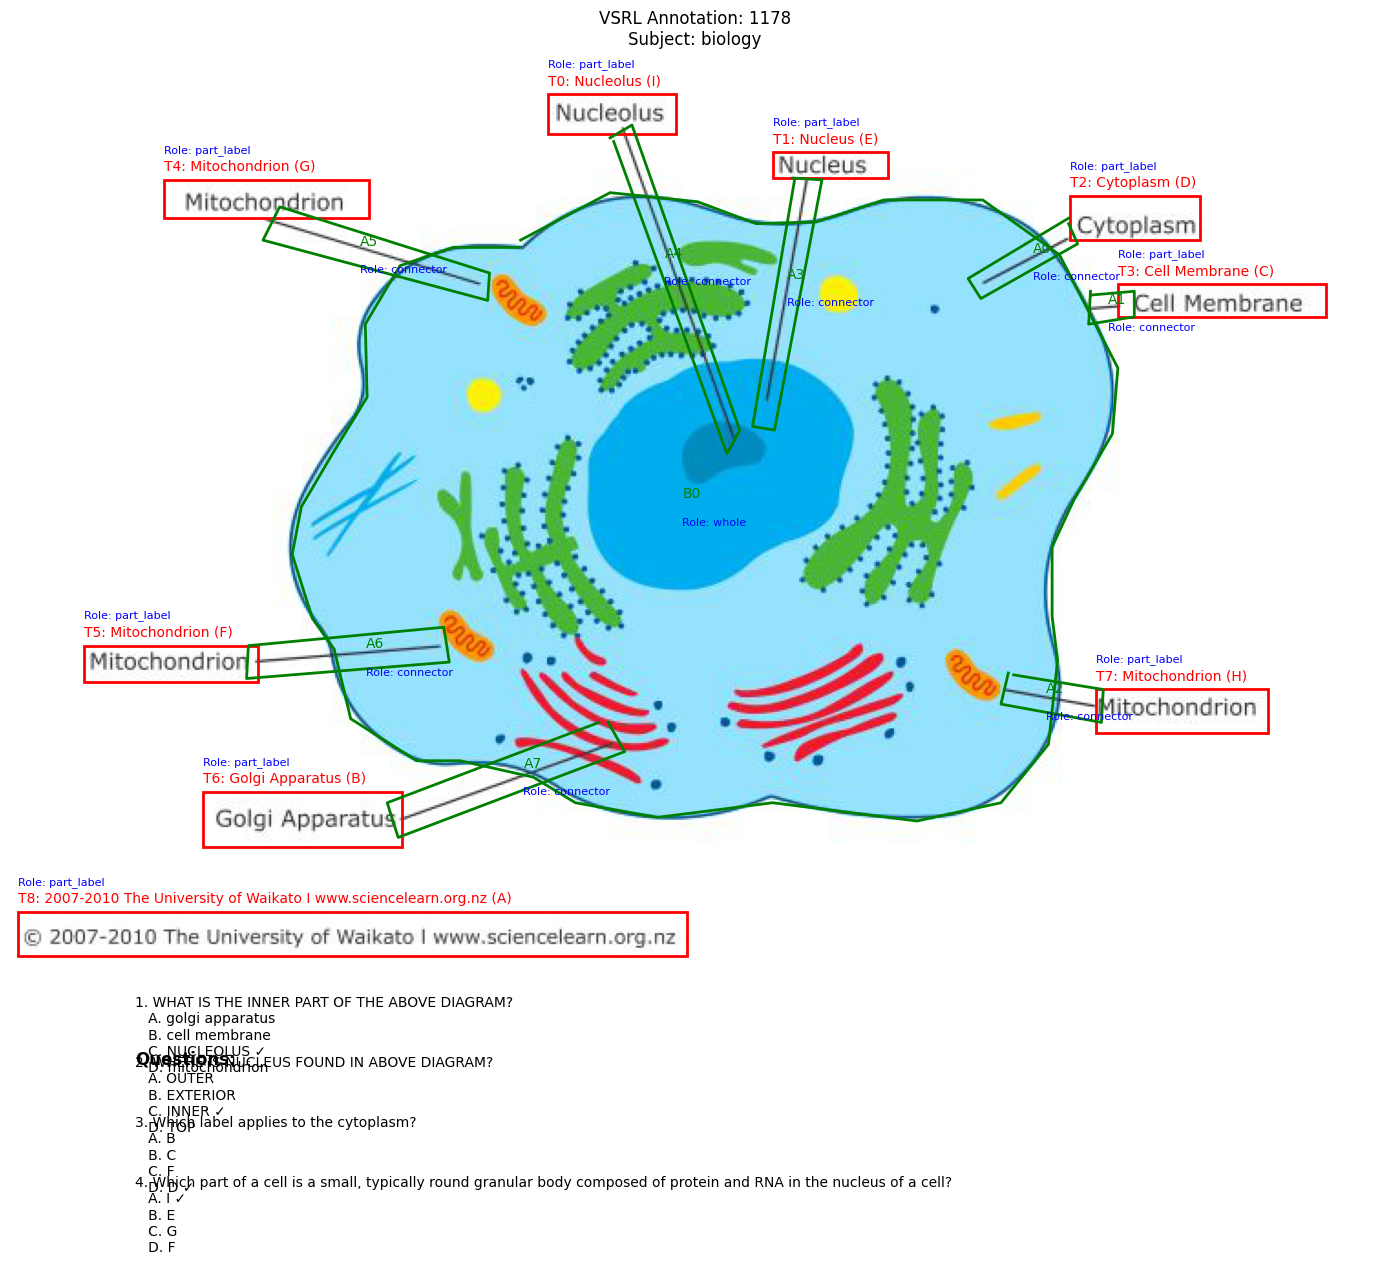 VSRL Annotation: 1178
Subject: biology
Role: part_label
T0: Nucleolus (I)
Nucleolus
Role: part_label
T1: Nucleus (E)
Nucleus
Role: part_label
T4: Mitochondrion (G)
Mitochondrion
Role: part_label
T2: Cytoplasm (D)
Cytoplasm
A5
Role: connector
A4
Role: connector
A3
Role: connector
A0
Role: connector
Role: part_label
T3: Cell Membrane (C)
Cell Membrane
A1
Role: connector
B0
Role: whole
Role: part_label
T5: Mitochondrion (F)
Mitochondrion
A6
Role: connector
Role: part_label
T7: Mitochondrion (H)
Mitochondrion
A2
Role: connector
Role: part_label
T6: Golgi Apparatus (B)
Golgi Apparatus
A7
Role: connector
Role: part_label
T8: 2007-2010 The University of Waikato I www.sciencelearn.org.nz (A)
© 2007-2010 The University of Waikato I www.sciencelearn.org.nz
1. WHAT IS THE INNER PART OF THE ABOVE DIAGRAM?
A. golgi apparatus
B. cell membrane
C. NUCLEOLUS ✓
D. mitochondrion
Questions:
NUCLEUS FOUND IN ABOVE DIAGRAM?
A. OUTER
B. EXTERIOR
C. INNER ✓
D. TOP
3. Which label applies to the cytoplasm?
A. B
B. C
C. F
D. D ✓
4. Which part of a cell is a small, typically round granular body composed of protein and RNA in the nucleus of a cell?
A. I ✓
B. E
C. G
D. F